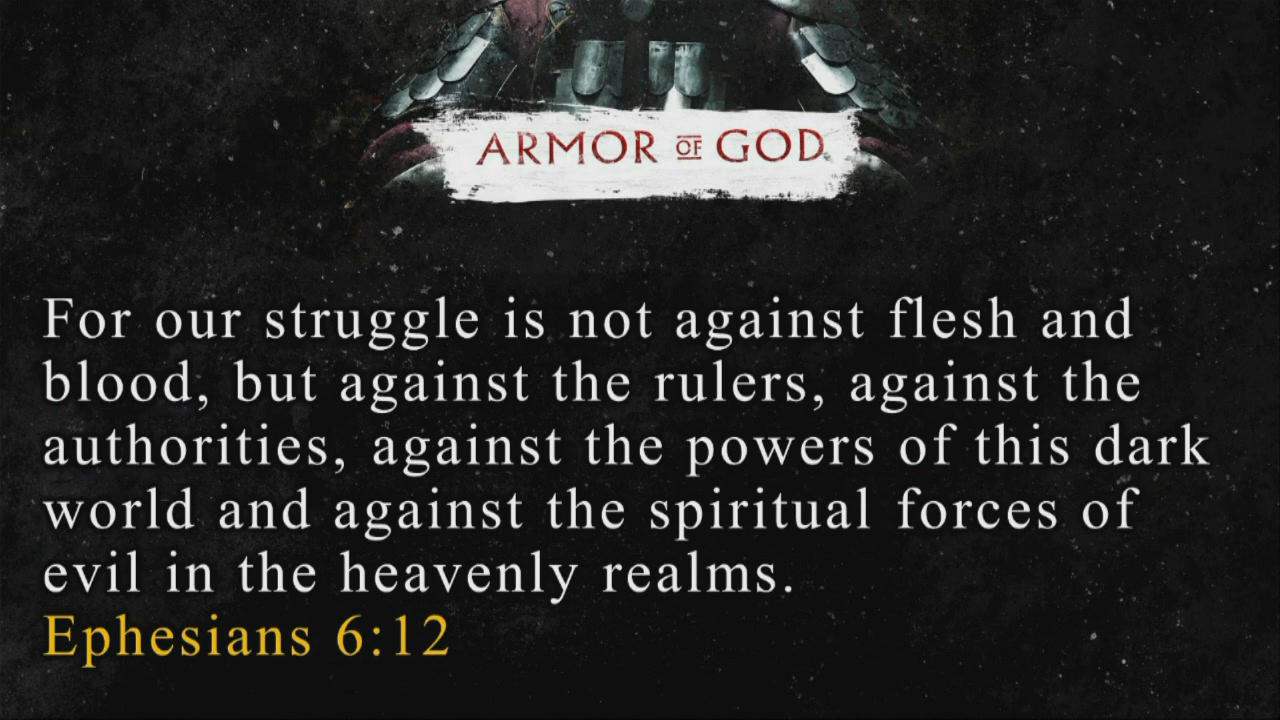 ARMOR OF GOD
For our struggle is not against flesh and
blood, but against the rulers, against the
authorities, against the powers of this dark
world and against the spiritual forces of
evil in the heavenly realms.
Ephesians 6:12